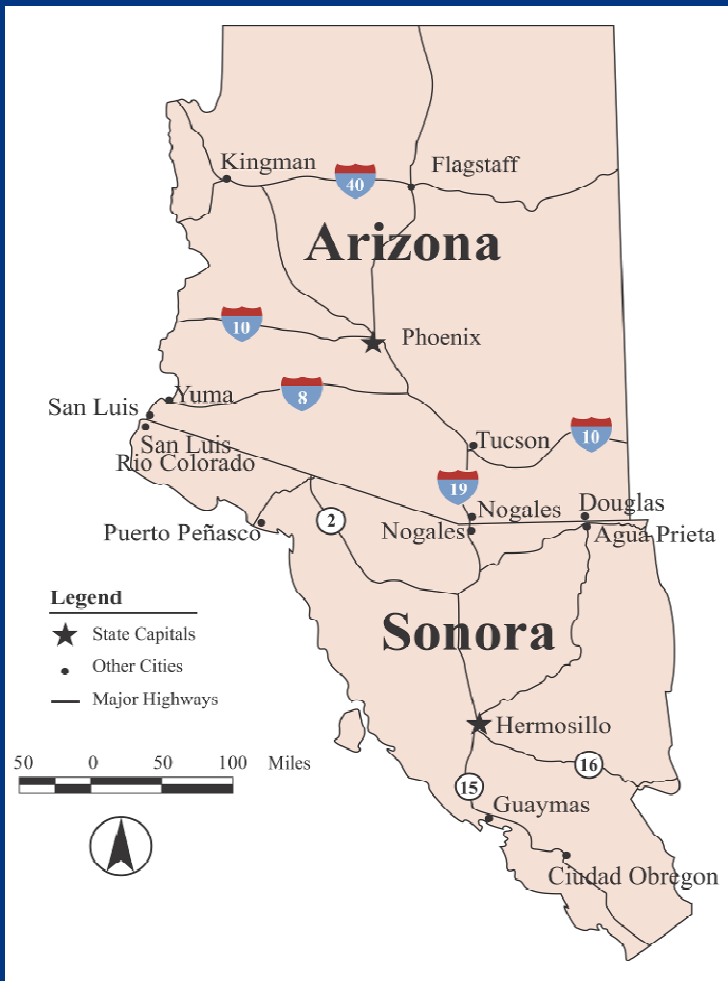 Kingman
40
Flagstaff
Arizona
10
Phoenix
Yuma
8
San Luis
San Luis
Rio Colorado
Tucson
10
19
Nogales
Douglas
2
Nogales
Agua Prieta
Puerto Peñasco
Legend
State Capitals
Other Cities
Major Highways
Sonora
Hermosillo
50 0 50 100 Miles
16
15
Guaymas
Ciudad Obregon